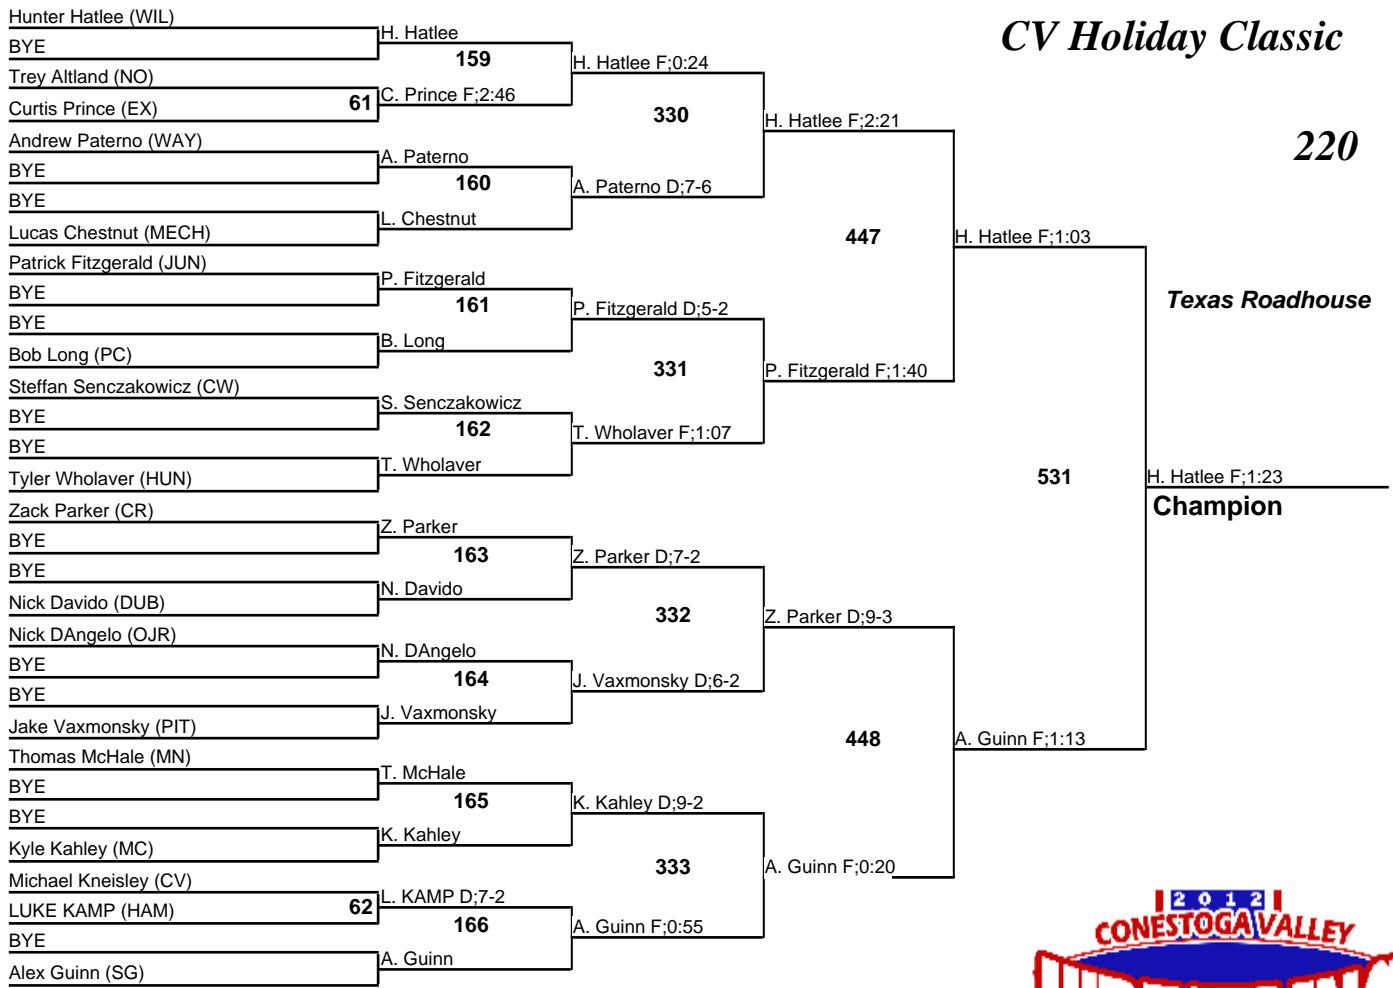 CV Holiday Classic
220
Texas Roadhouse
Hunter Hatlee (WIL)
BYE
Trey Altland (NO)
Curtis Prince (EX)
Andrew Paterno (WAY)
BYE
BYE
Lucas Chestnut (MECH)
Patrick Fitzgerald (JUN)
BYE
BYE
Bob Long (PC)
Steffan Senczakowicz (CW)
BYE
BYE
Tyler Wholaver (HUN)
Zack Parker (CR)
BYE
BYE
Nick Davido (DUB)
Nick DAngelo (OJR)
BYE
BYE
Jake Vaxmonsky (PIT)
Thomas McHale (MN)
BYE
BYE
Kyle Kahley (MC)
Michael Kneisley (CV)
LUKE KAMP (HAM)
BYE
Alex Guinn (SG)
61
62
H. Hatlee
159
C. Prince F;2:46
A. Paterno
160
L. Chestnut
P. Fitzgerald
161
B. Long
S. Senczakowicz
162
T. Wholaver
Z. Parker
163
N. Davido
N. DAngelo
164
J. Vaxmonsky
T. McHale
165
K. Kahley
L. KAMP D;7-2
166
A. Guinn
H. Hatlee F;0:24
330
A. Paterno D;7-6
P. Fitzgerald D;5-2
331
T. Wholaver F;1:07
Z. Parker D;7-2
332
J. Vaxmonsky D;6-2
K. Kahley D;9-2
333
A. Guinn F;0:55
H. Hatlee F;2:21
447
P. Fitzgerald F;1:40
Z. Parker D;9-3
448
A. Guinn F;0:20
H. Hatlee F;1:03
531
A. Guinn F;1:13
H. Hatlee F;1:23
Champion
2012
CONESTOGA VALLEY